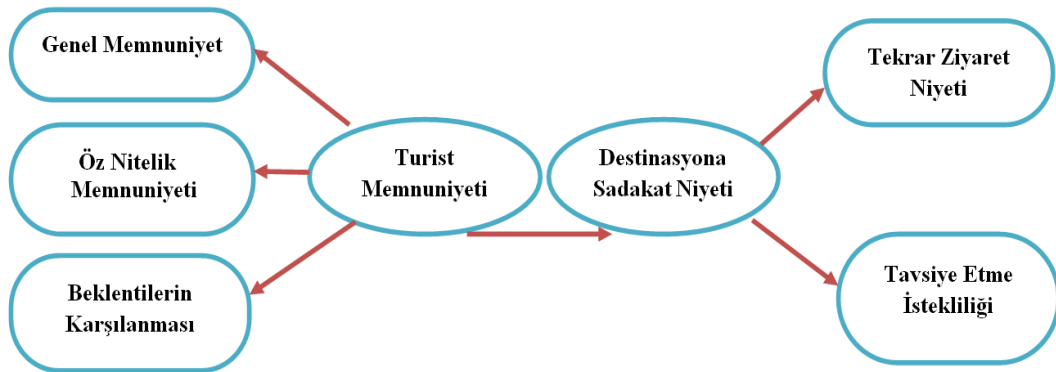 Genel Memnuniyet
Öz Nitelik
Memnuniyeti
Beklentilerin
Karşılanması
Turist
Memnuniyeti
Destinasyona
Sadakat Niyeti
Tekrar Ziyaret
Niyeti
Tavsiye Etme
İstekliliği